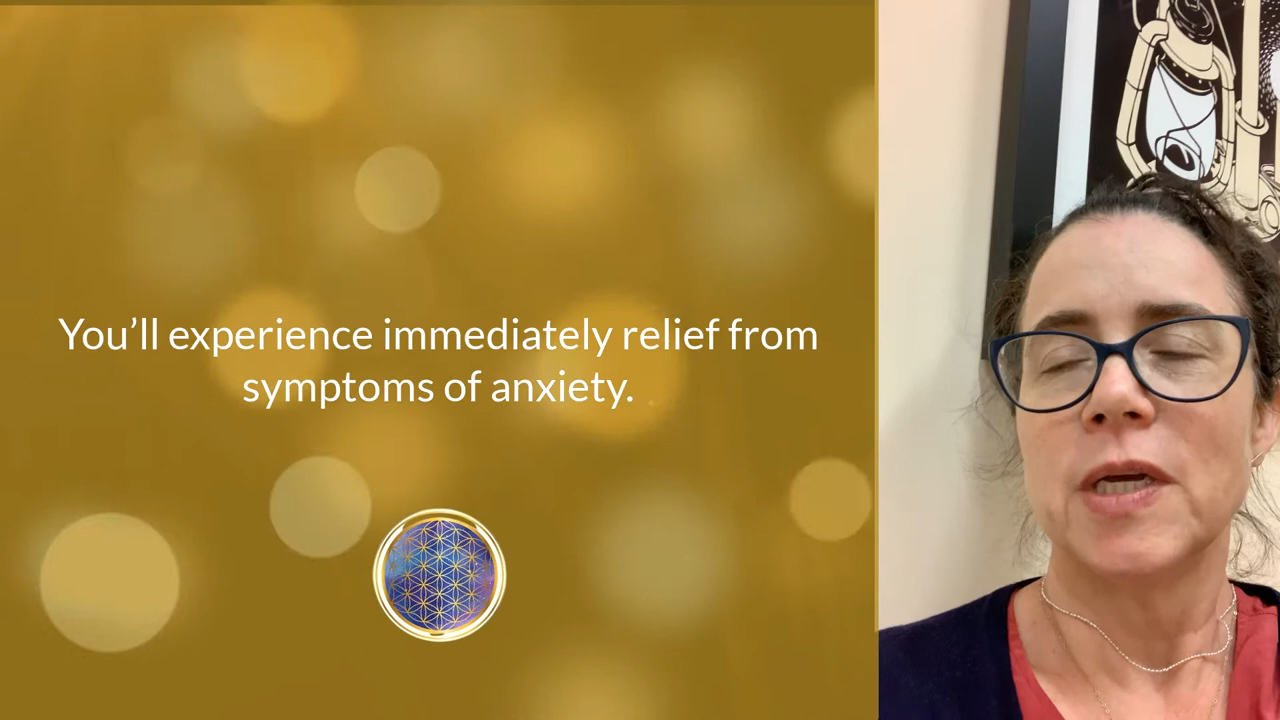 You’ll experience immediately relief from
symptoms of anxiety.